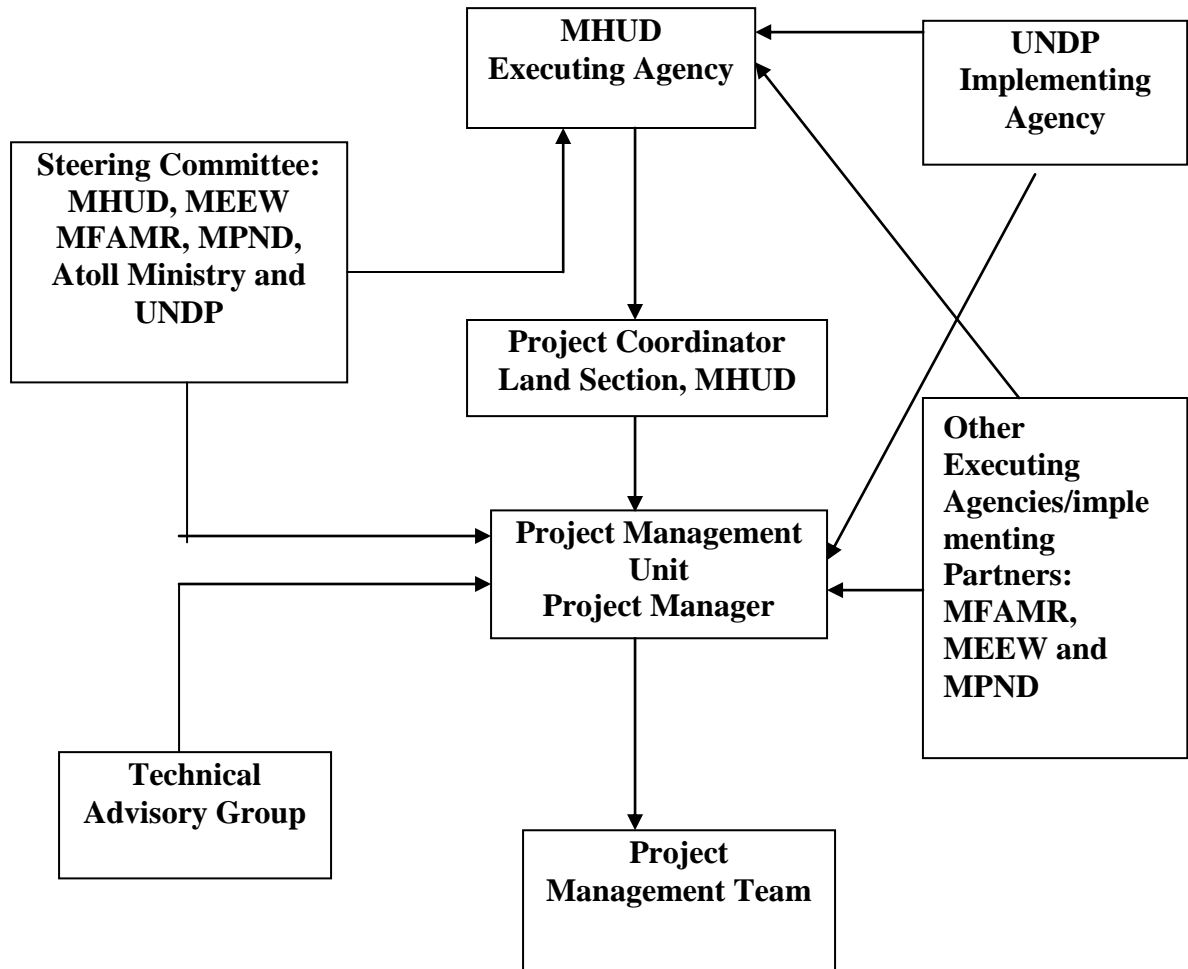 MHUD
Executing Agency
UNDP
Implementing
Agency
Steering Committee:
MHUD, MEEW
MFAMR, MPND,
Atoll Ministry and
UNDP
Project Coordinator
Land Section, MHUD
Other
Executing
Agencies/imple
menting
Partners:
MFAMR,
MEEW and
MPND
Project Management
Unit
Project Manager
Technical
Advisory Group
Project
Management Team